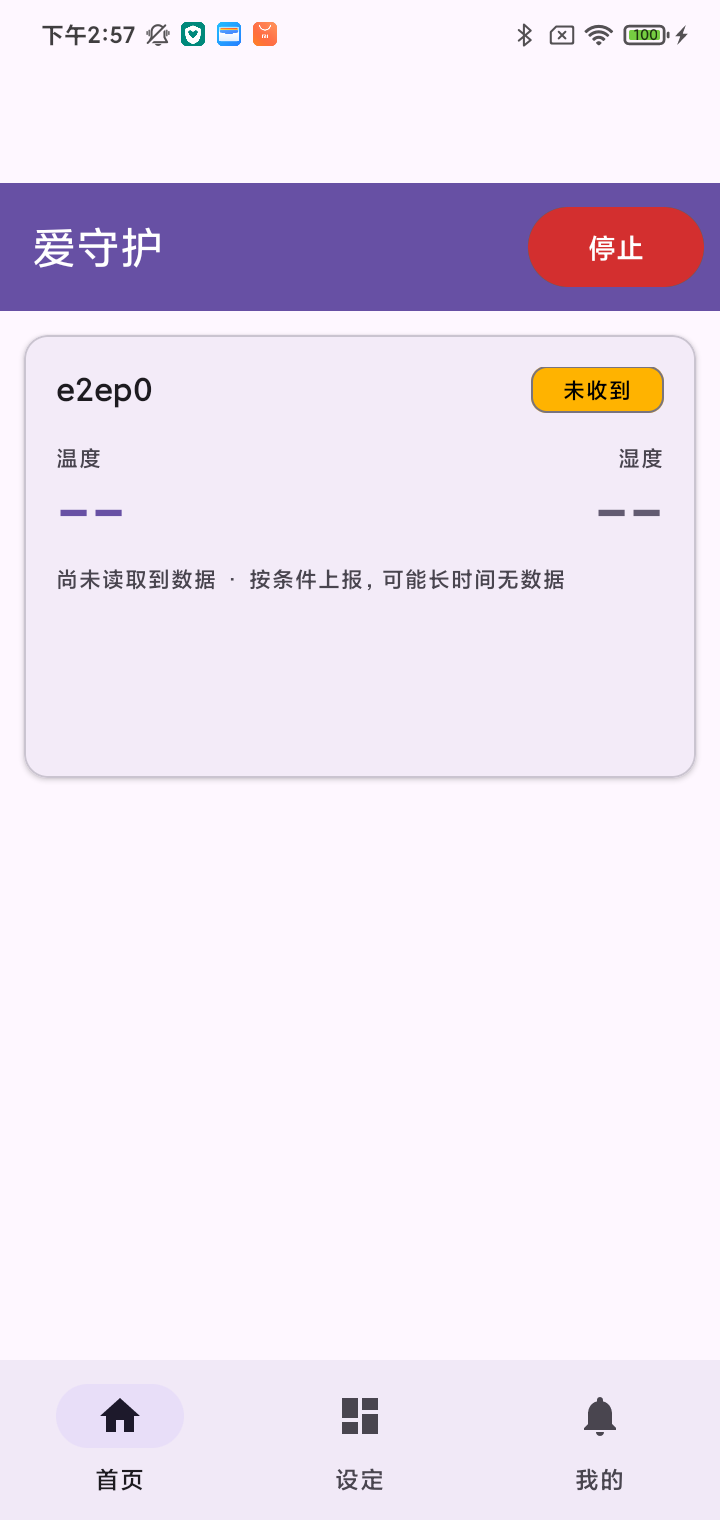 下午2:57
100
爱守护
停止
e2ep0
未收到
温度
湿度
-- --
尚未读取到数据 · 按条件上报, 可能长时间无数据
首页
设定
我的